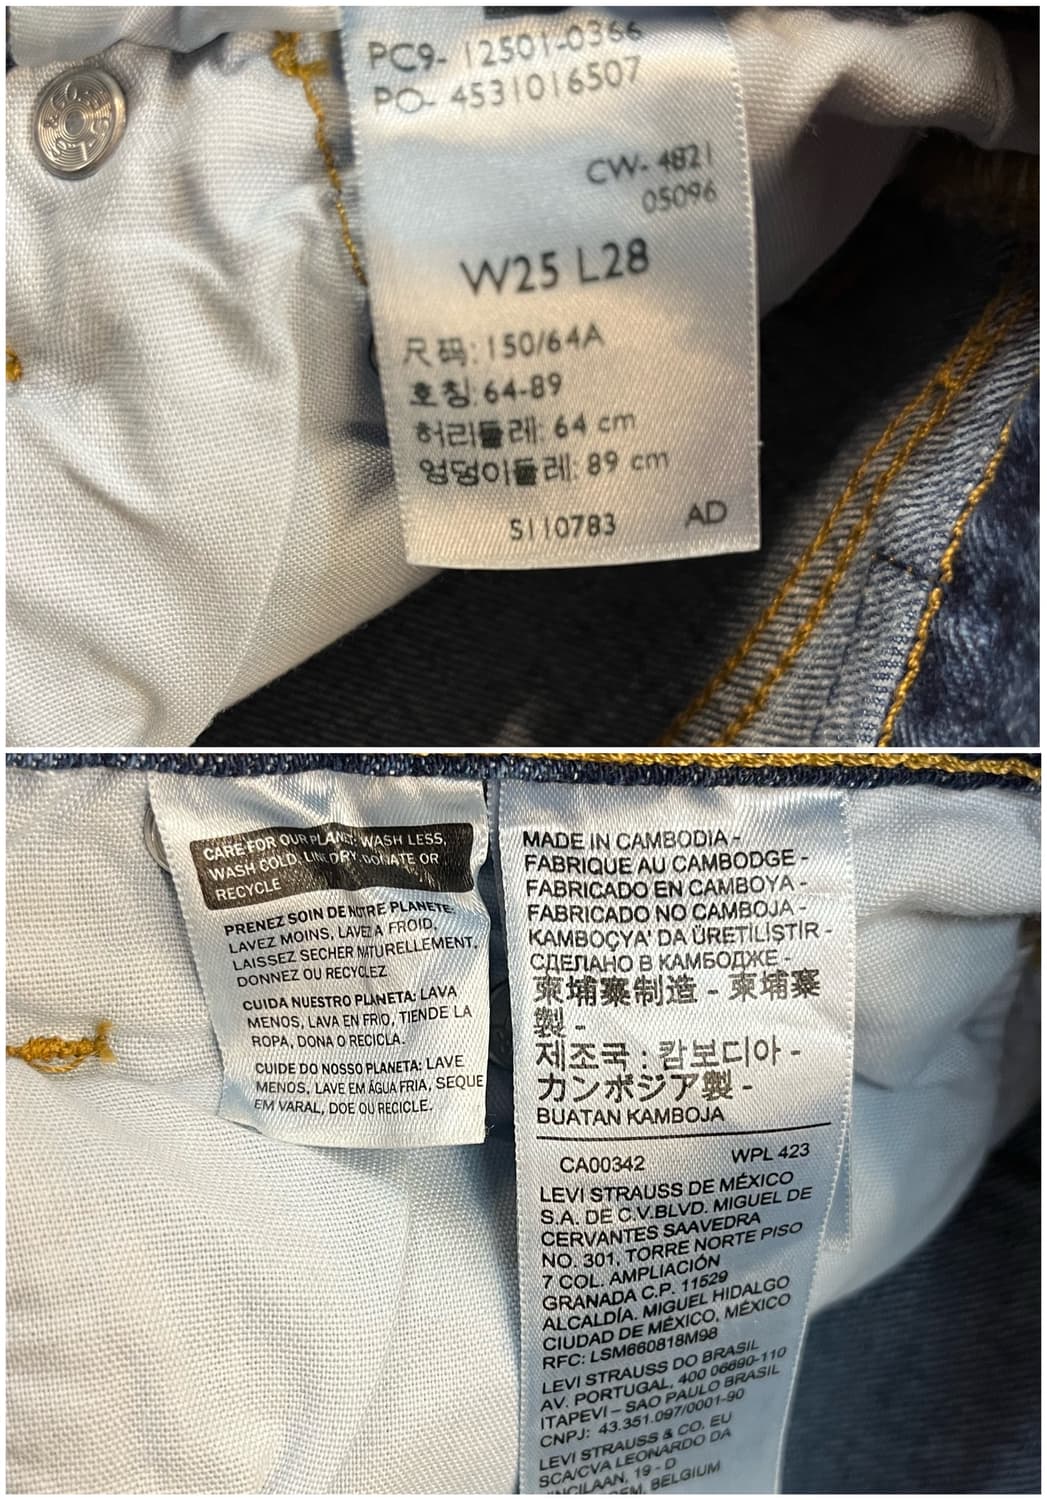 PC9- 12501-0366
PO- 4531016507
CW- 4821
05096
W25 L28
尺码: 150/64A
호칭: 64-89
허리둘레: 64 cm
엉덩이둘레: 89 cm
S110783 AD
CARE FOR OUR PLANET: WASH LESS,
WASH COLD, LINE DRY, DONATE OR
RECYCLE
PRENEZ SOIN DE NOTRE PLANETE:
LAVEZ MOINS, LAVEZ A FROID,
LAISSEZ SECHER NATURELLEMENT,
DONNEZ OU RECYCLEZ
CUIDA NUESTRO PLANETA: LAVA
MENOS, LAVA EN FRIO, TIENDE LA
ROPA, DONA O RECICLA.
CUIDE DO NOSSO PLANETA: LAVE
MENOS, LAVE EM ÁGUA FRIA, SEQUE
EM VARAL, DOE OU RECICLE.
MADE IN CAMBODIA -
FABRIQUE AU CAMBODGE -
FABRICADO EN CAMBOYA -
FABRICADO NO CAMBOJA -
KAMBOÇYA' DA ÜRETILIŞTIR -
СДЕЛАНО В КАМБОДЖЕ -
柬埔寨制造 - 柬埔寨
製 -
제조국 : 캄보디아 -
カンボジア製 -
BUATAN KAMBOJA
CA00342 WPL 423
LEVI STRAUSS DE MÉXICO
S.A. DE C.V.BLVD. MIGUEL DE
CERVANTES SAAVEDRA
NO. 301, TORRE NORTE PISO
7 COL. AMPLIACIÓN
GRANADA C.P. 11529
ALCALDÍA. MIGUEL HIDALGO
CIUDAD DE MÉXICO, MÉXICO
RFC: LSM660818M98
LEVI STRAUSS DO BRASIL
AV. PORTUGAL, 400 06690-110
ITAPEVI – SAO PAULO BRASIL
CNPJ: 43.351.097/0001-90
LEVI STRAUSS & CO. EU
SCA/CVA LEONARDO DA
VINCILAAN, 19 - D
BELGIUM